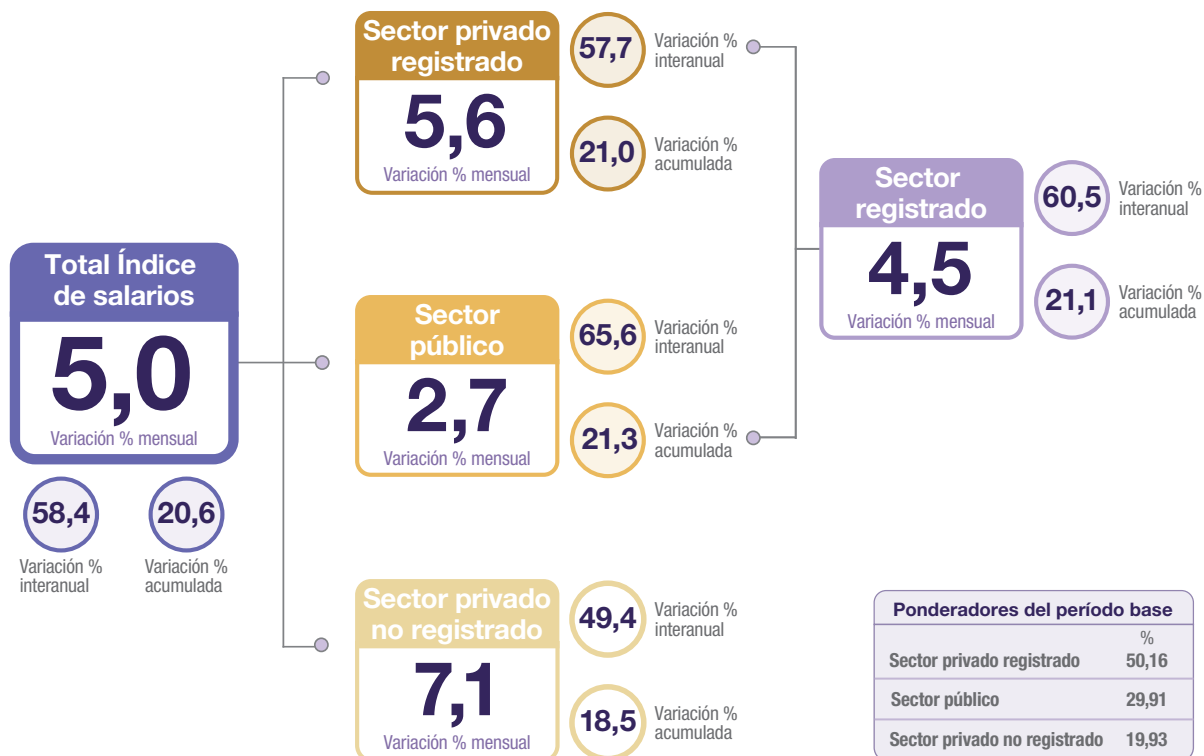 Total Índice
de salarios
5,0
Variación % mensual
58,4
Variación %
interanual
20,6
Variación %
acumulada
Sector privado
registrado
5,6
Variación % mensual
57,7
Variación %
interanual
21,0
Variación %
acumulada
Sector
público
2,7
Variación % mensual
65,6
Variación %
interanual
21,3
Variación %
acumulada
Sector privado
no registrado
7,1
Variación % mensual
49,4
Variación %
interanual
18,5
Variación %
acumulada
Sector
registrado
4,5
Variación % mensual
60,5
Variación %
interanual
21,1
Variación %
acumulada
Ponderadores del período base
%
Sector privado registrado 50,16
Sector público 29,91
Sector privado no registrado 19,93